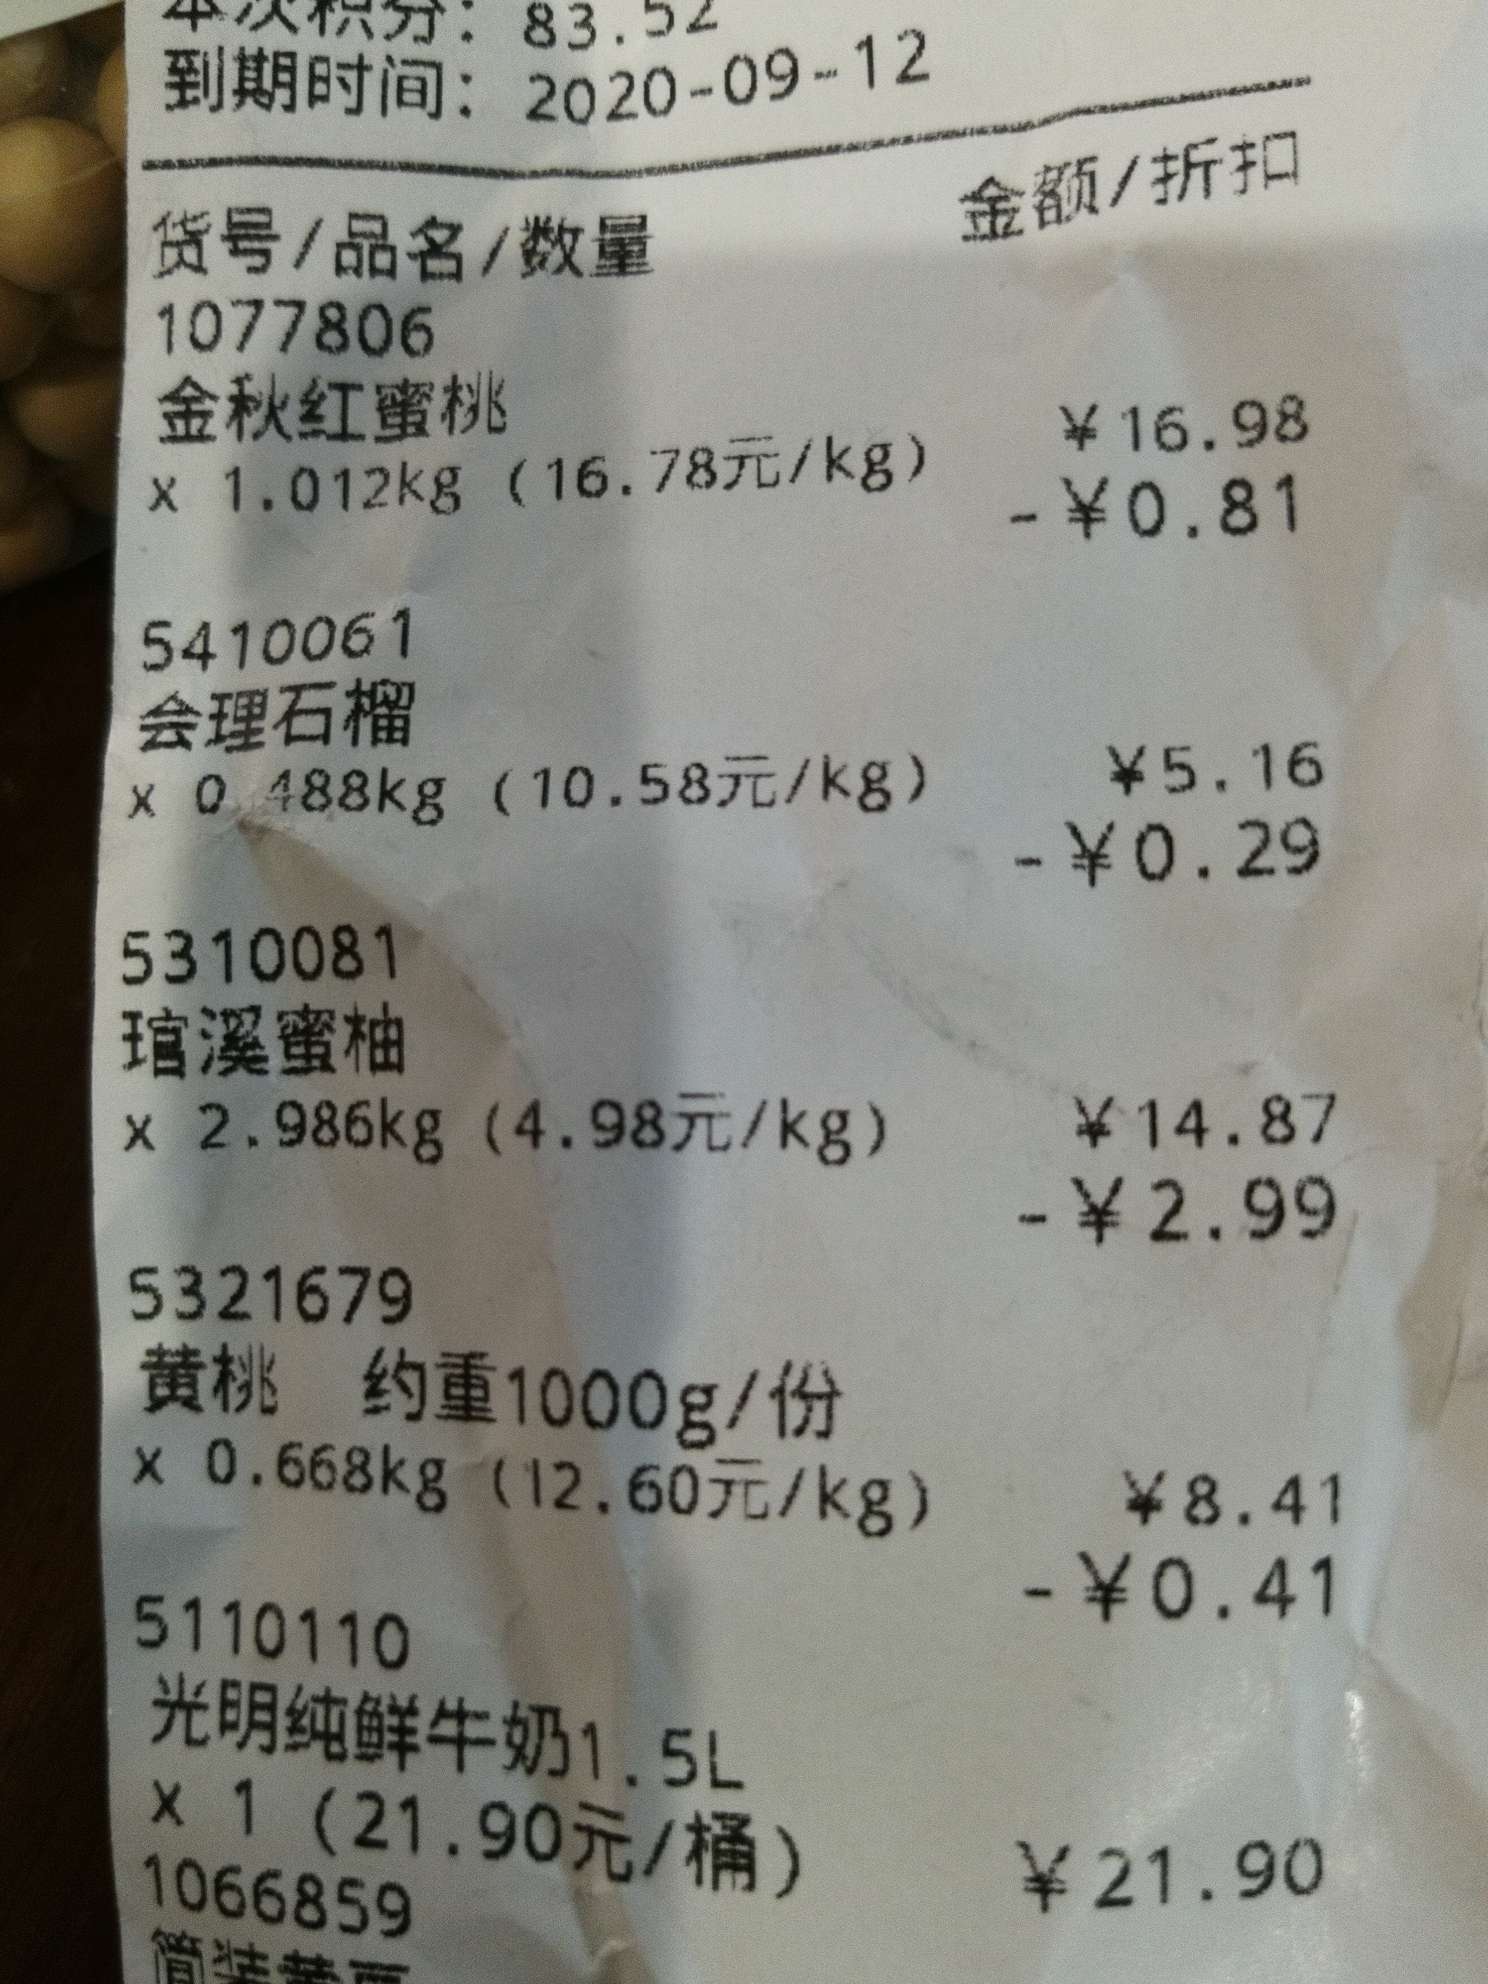 本次积分: 83.52
到期时间: 2020-09-12
货号/品名/数量 金额/折扣
1077806
金秋红蜜桃
x 1.012kg (16.78元/kg) ¥16.98
-¥0.81
5410061
会理石榴
x 0.488kg (10.58元/kg) ¥5.16
-¥0.29
5310081
琯溪蜜柚
x 2.986kg (4.98元/kg) ¥14.87
-¥2.99
5321679
黄桃 约重1000g/份
x 0.668kg (12.60元/kg) ¥8.41
-¥0.41
5110110
光明纯鲜牛奶1.5L
x 1 (21.90元/桶) ¥21.90
1066859
简装黄豆